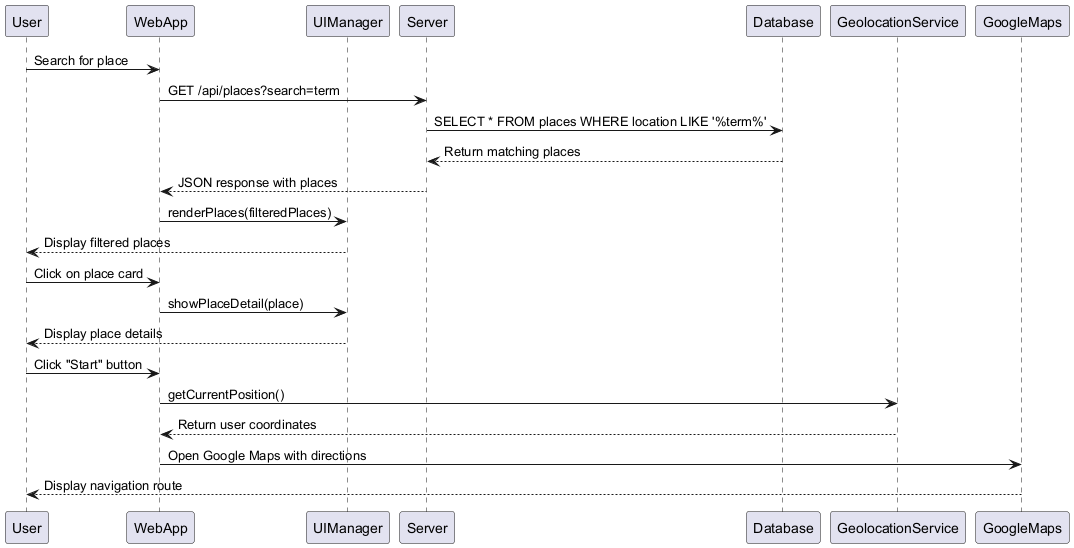 User WebApp UIManager Server Database GeolocationService GoogleMaps
Search for place
GET /api/places?search=term
SELECT * FROM places WHERE location LIKE '%term%'
Return matching places
JSON response with places
renderPlaces(filteredPlaces)
Display filtered places
Click on place card
showPlaceDetail(place)
Display place details
Click "Start" button
getCurrentPosition()
Return user coordinates
Open Google Maps with directions
Display navigation route
User WebApp UIManager Server Database GeolocationService GoogleMaps